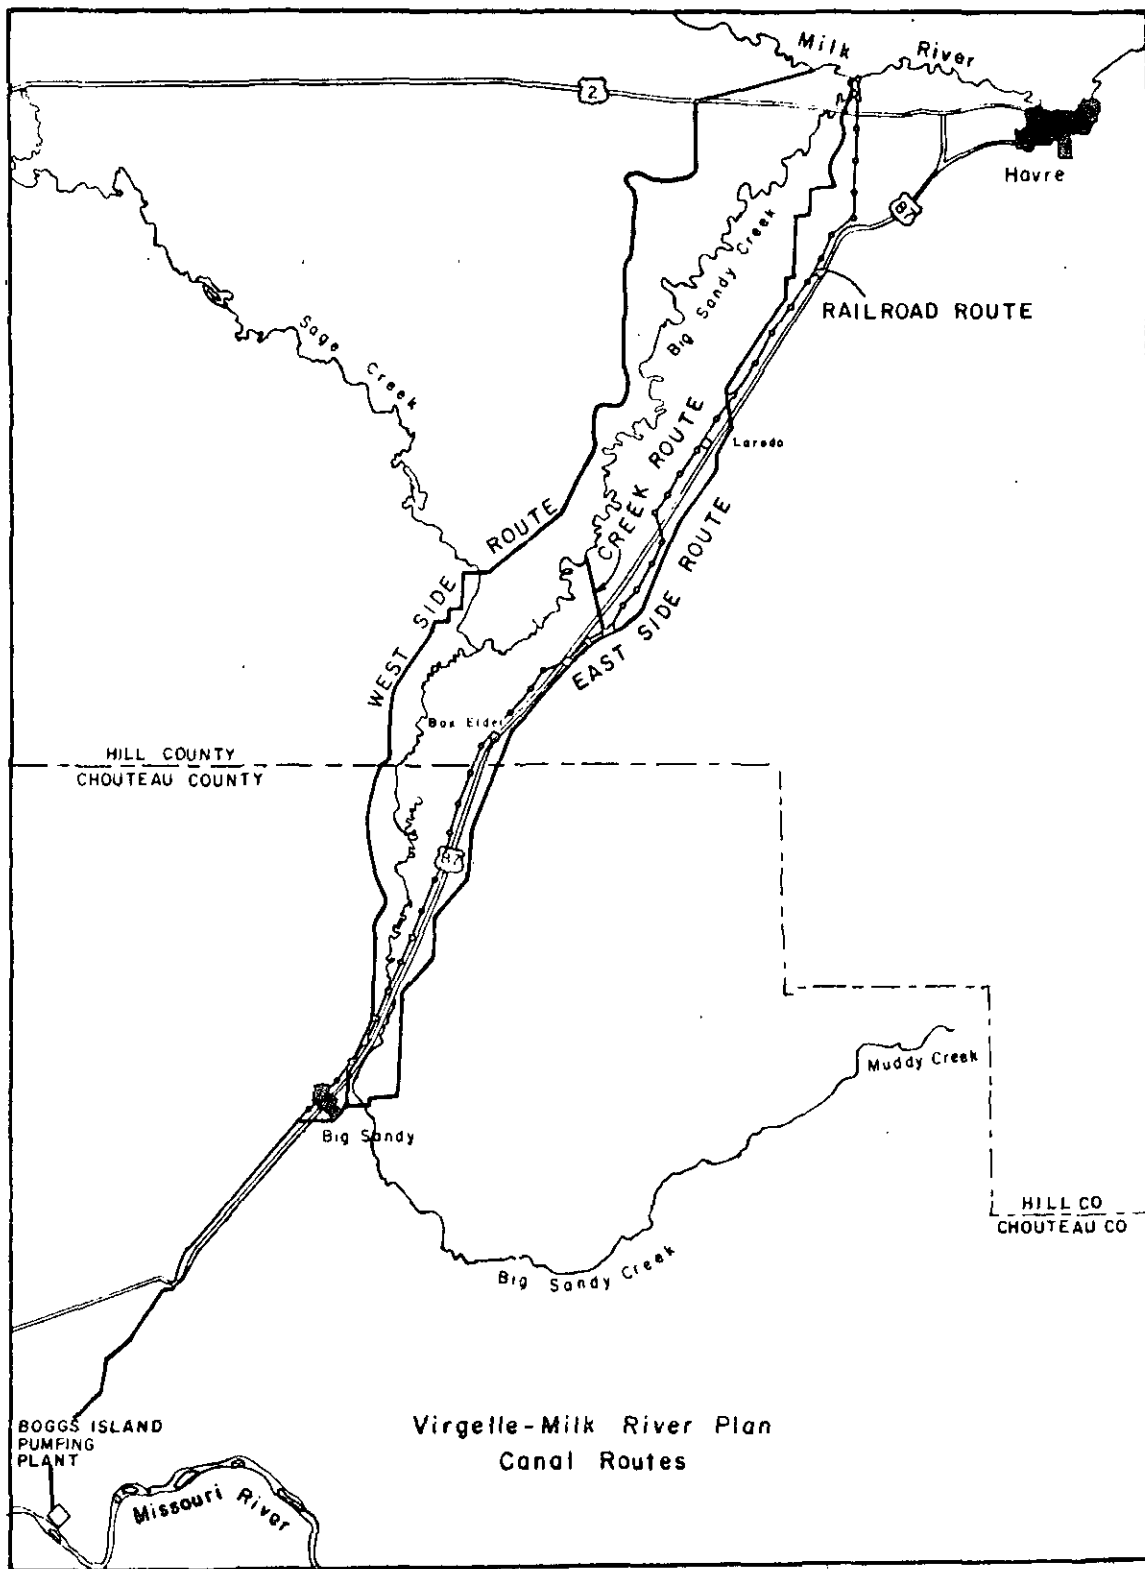 Milk River
2
Havre
87
Big Sandy Creek
RAILROAD ROUTE
Sage Creek
Laredo
CREEK ROUTE
WEST SIDE ROUTE
EAST SIDE ROUTE
Box Elder
HILL COUNTY
CHOUTEAU COUNTY
87
Muddy Creek
Big Sandy
HILL CO
CHOUTEAU CO
Big Sandy Creek
BOGGS ISLAND
PUMPING
PLANT
Virgelle-Milk River Plan
Canal Routes
Missouri River